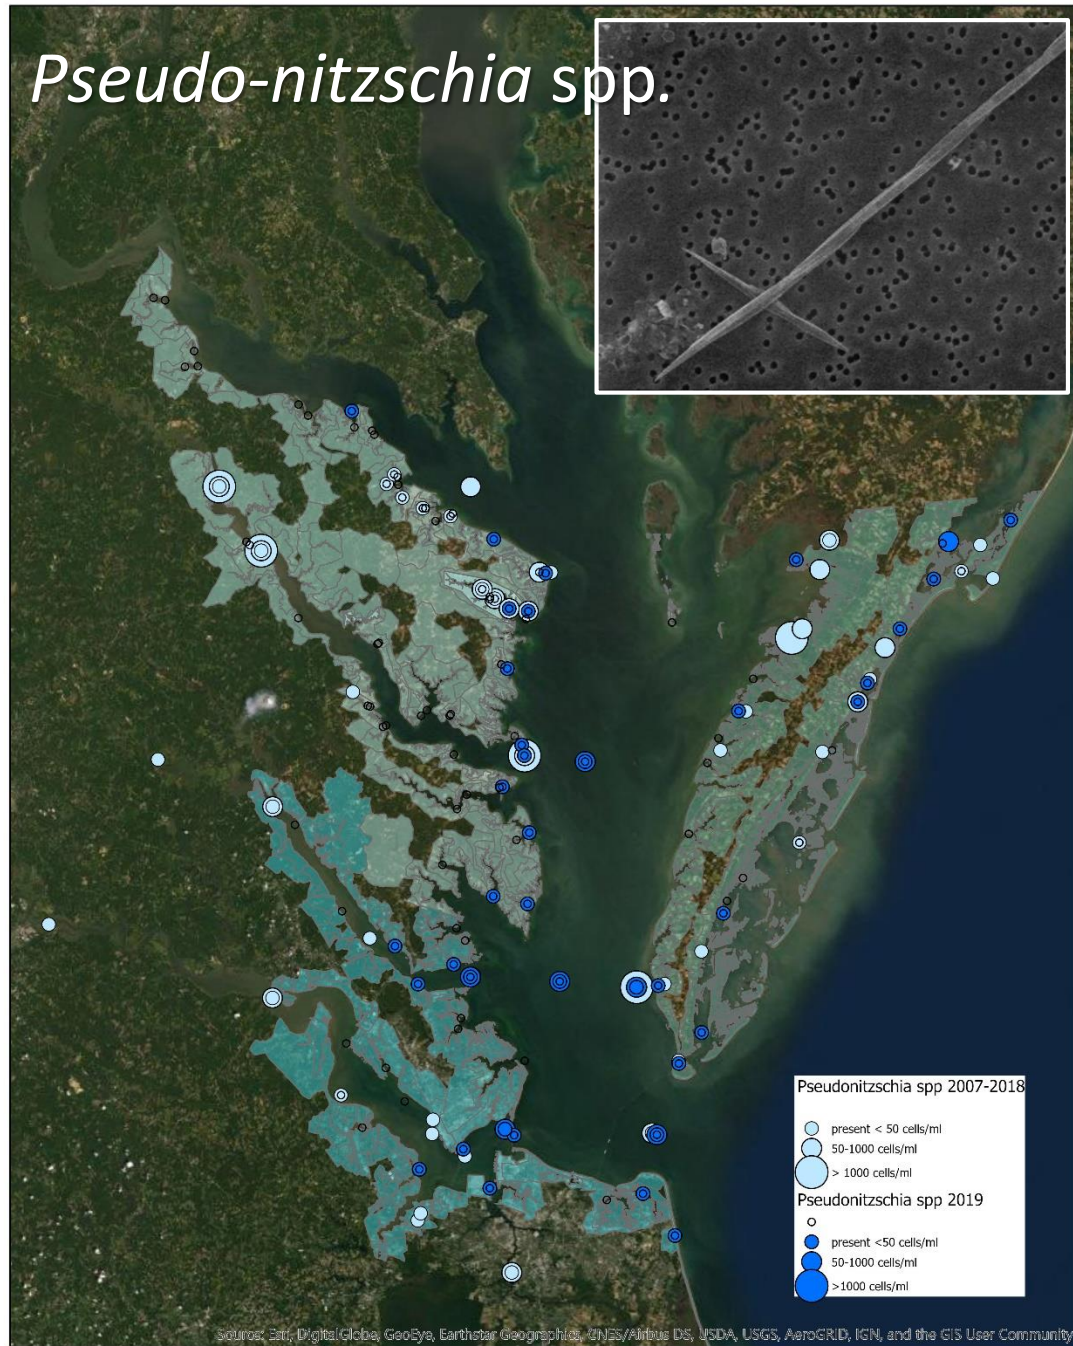 Pseudo-nitzschia spp.
Pseudonitzschia spp 2007-2018
present < 50 cells/ml
50-1000 cells/ml
> 1000 cells/ml
Pseudonitzschia spp 2019
present <50 cells/ml
50-1000 cells/ml
>1000 cells/ml
Source: Esri, DigitalGlobe, GeoEye, Earthstar Geographics, CNES/Airbus DS, USDA, USGS, AeroGRID, IGN, and the GIS User Community